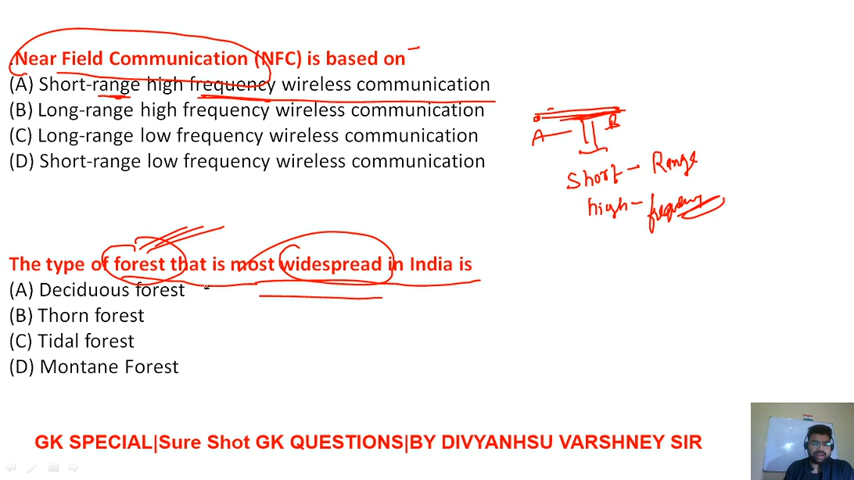 .Near Field Communication (NFC) is based on
(A) Short-range high frequency wireless communication
(B) Long-range high frequency wireless communication
(C) Long-range low frequency wireless communication
(D) Short-range low frequency wireless communication
A
B
Short- Range
high- frequency
The type of forest that is most widespread in India is
(A) Deciduous forest
(B) Thorn forest
(C) Tidal forest
(D) Montane Forest
GK SPECIAL|Sure Shot GK QUESTIONS|BY DIVYANHSU VARSHNEY SIR